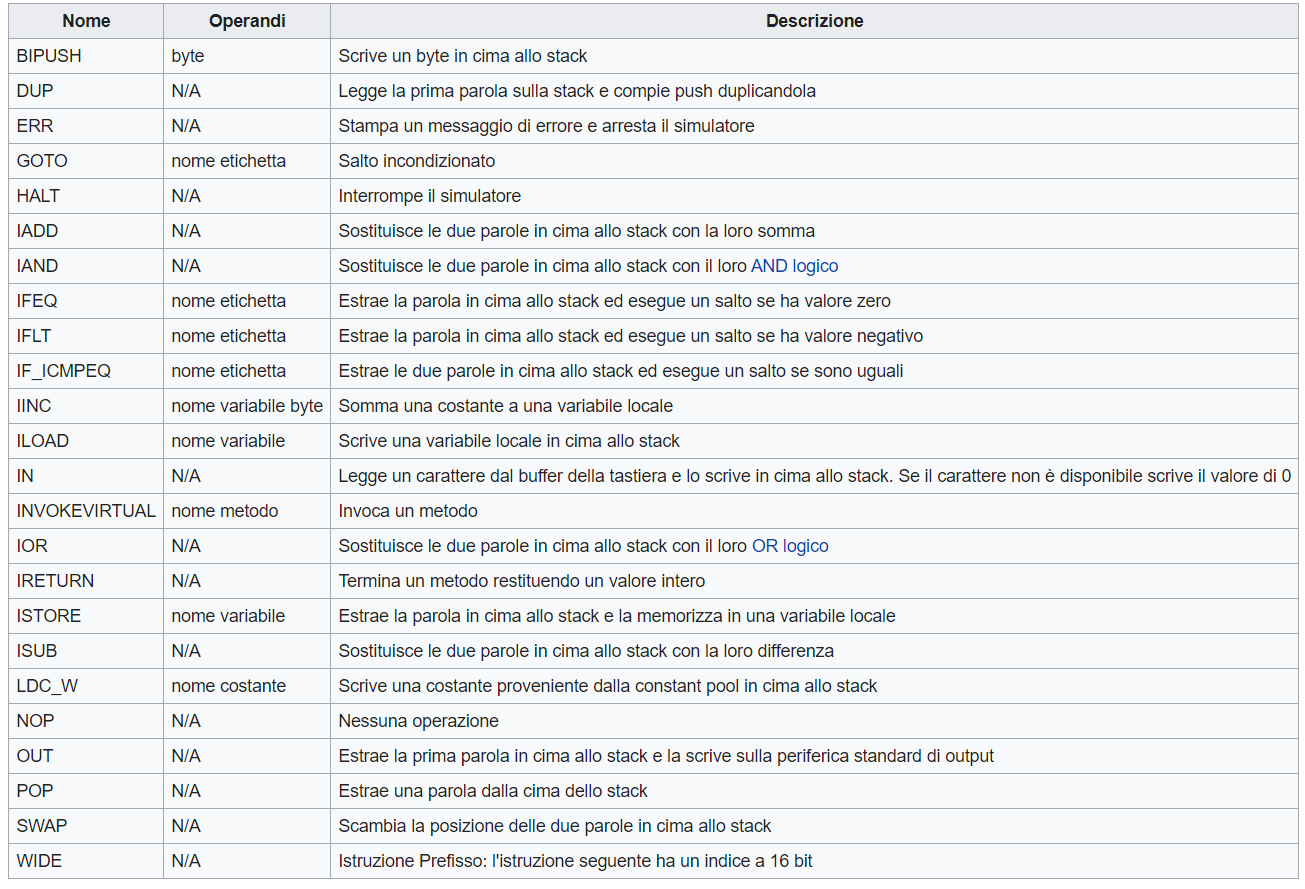 Nome Operandi Descrizione
BIPUSH byte Scrive un byte in cima allo stack
DUP N/A Legge la prima parola sulla stack e compie push duplicandola
ERR N/A Stampa un messaggio di errore e arresta il simulatore
GOTO nome etichetta Salto incondizionato
HALT N/A Interrompe il simulatore
IADD N/A Sostituisce le due parole in cima allo stack con la loro somma
IAND N/A Sostituisce le due parole in cima allo stack con il loro AND logico
IFEQ nome etichetta Estrae la parola in cima allo stack ed esegue un salto se ha valore zero
IFLT nome etichetta Estrae la parola in cima allo stack ed esegue un salto se ha valore negativo
IF_ICMPEQ nome etichetta Estrae le due parole in cima allo stack ed esegue un salto se sono uguali
IINC nome variabile byte Somma una costante a una variabile locale
ILOAD nome variabile Scrive una variabile locale in cima allo stack
IN N/A Legge un carattere dal buffer della tastiera e lo scrive in cima allo stack. Se il carattere non è disponibile scrive il valore di 0
INVOKEVIRTUAL nome metodo Invoca un metodo
IOR N/A Sostituisce le due parole in cima allo stack con il loro OR logico
IRETURN N/A Termina un metodo restituendo un valore intero
ISTORE nome variabile Estrae la parola in cima allo stack e la memorizza in una variabile locale
ISUB N/A Sostituisce le due parole in cima allo stack con la loro differenza
LDC_W nome costante Scrive una costante proveniente dalla constant pool in cima allo stack
NOP N/A Nessuna operazione
OUT N/A Estrae la prima parola in cima allo stack e la scrive sulla periferica standard di output
POP N/A Estrae una parola dalla cima dello stack
SWAP N/A Scambia la posizione delle due parole in cima allo stack
WIDE N/A Istruzione Prefisso: l'istruzione seguente ha un indice a 16 bit